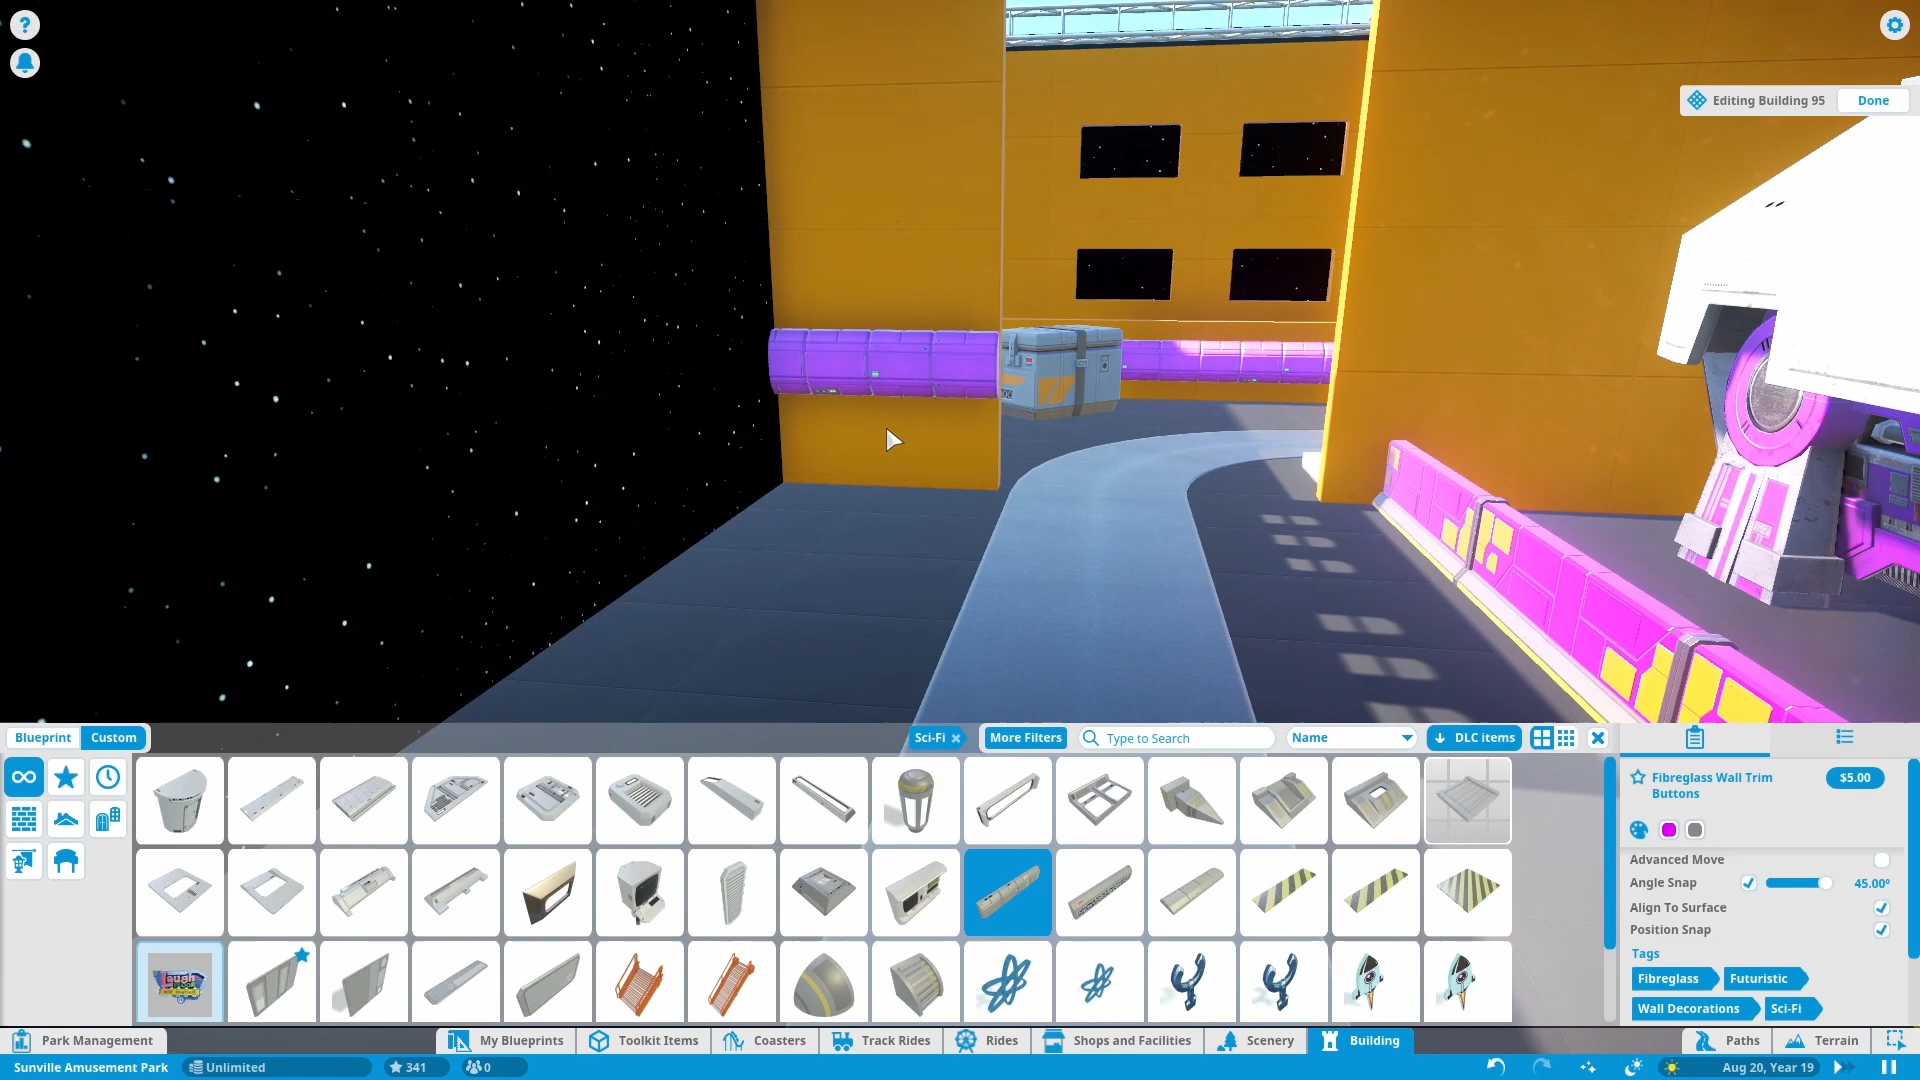 ?
Editing Building 95
Done
Blueprint
Custom
Sci-Fi
More Filters
Type to Search
Name
DLC items
Fibreglass Wall Trim
Buttons
$5.00
Advanced Move
Angle Snap
45.00°
Align To Surface
Position Snap
Tags
Fibreglass
Futuristic
Wall Decorations
Sci-Fi
Park Management
My Blueprints
Toolkit Items
Coasters
Track Rides
Rides
Shops and Facilities
Scenery
Building
Paths
Terrain
Sunville Amusement Park
Unlimited
341
0
Aug 20, Year 19